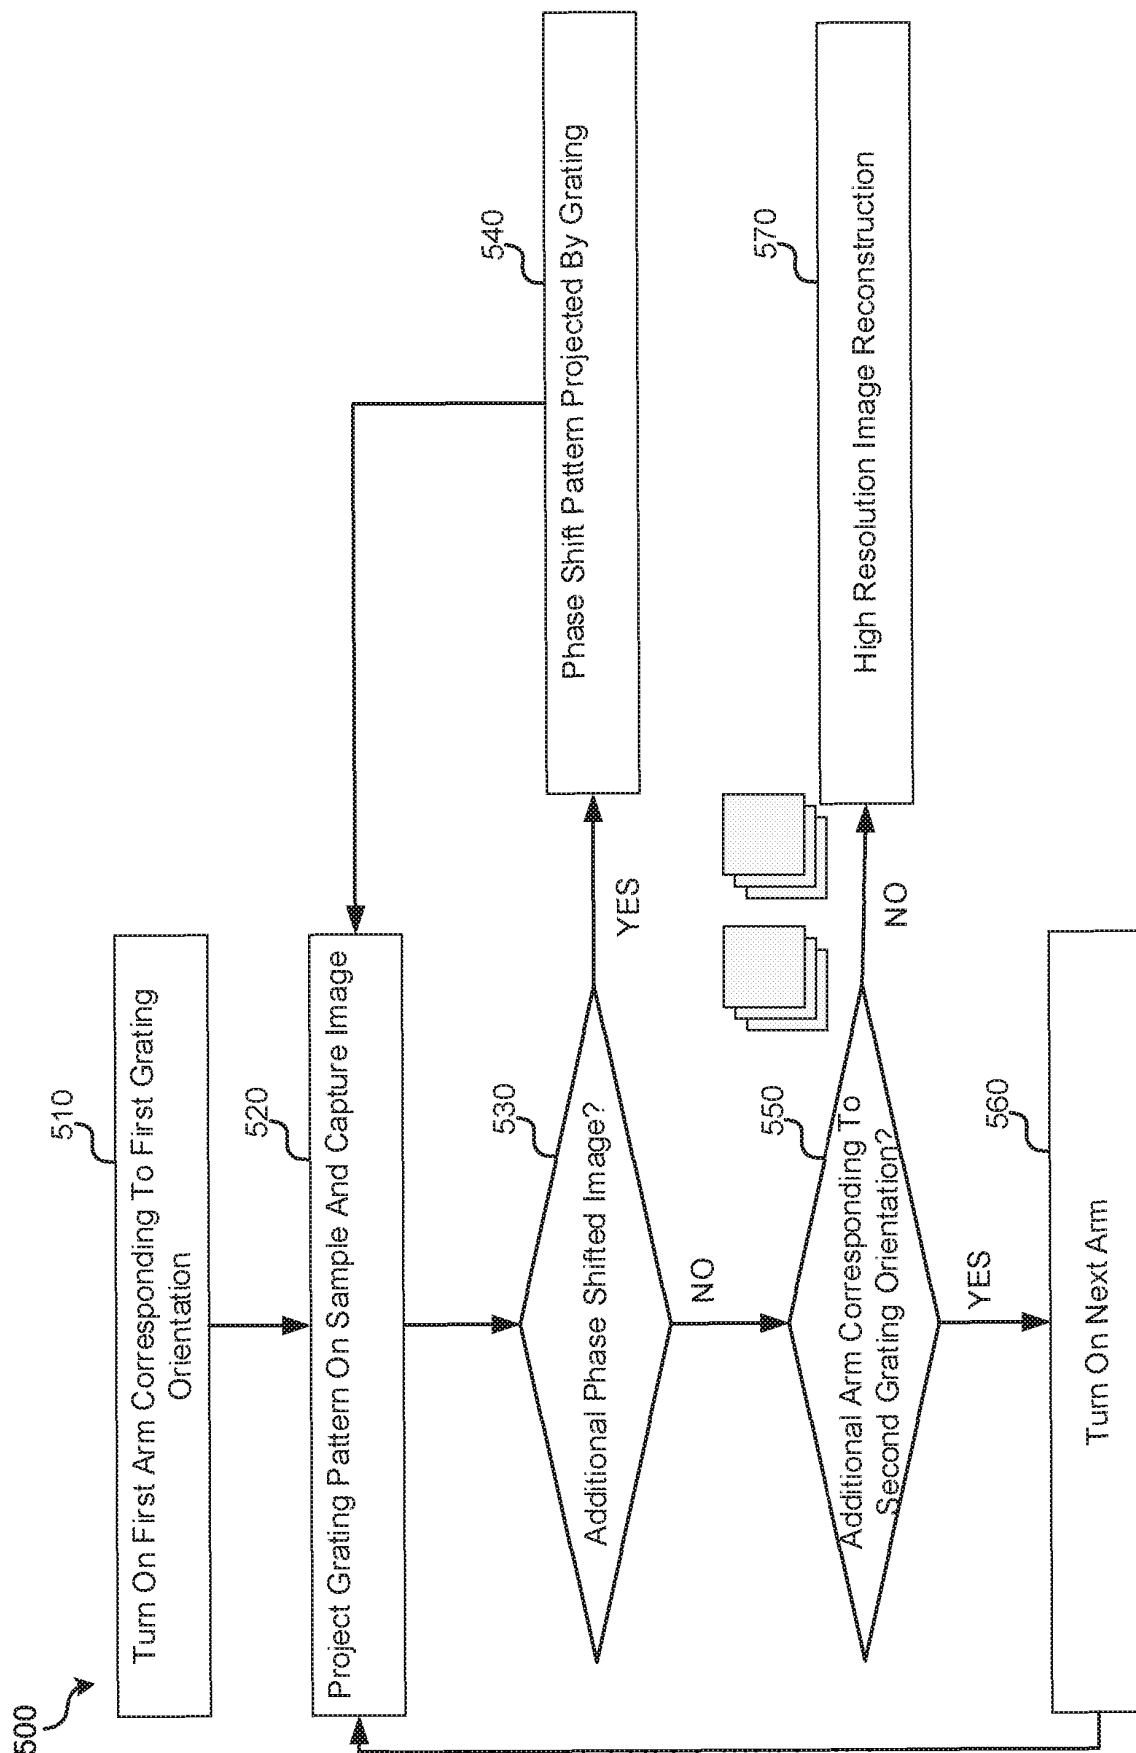 500
510
Turn On First Arm Corresponding To First Grating
Orientation
520
Project Grating Pattern On Sample And Capture Image
530
Additional Phase Shifted Image?
YES
540
Phase Shift Pattern Projected By Grating
NO
550
Additional Arm Corresponding To
Second Grating Orientation?
NO
570
High Resolution Image Reconstruction
YES
560
Turn On Next Arm